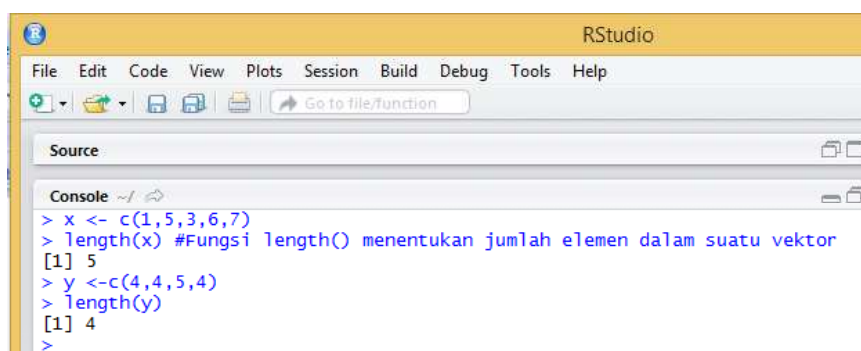 RStudio
File Edit Code View Plots Session Build Debug Tools Help
Go to file/function
Source
Console ~/
> x <- c(1,5,3,6,7)
> length(x) #Fungsi length() menentukan jumlah elemen dalam suatu vektor
[1] 5
> y <-c(4,4,5,4)
> length(y)
[1] 4
>